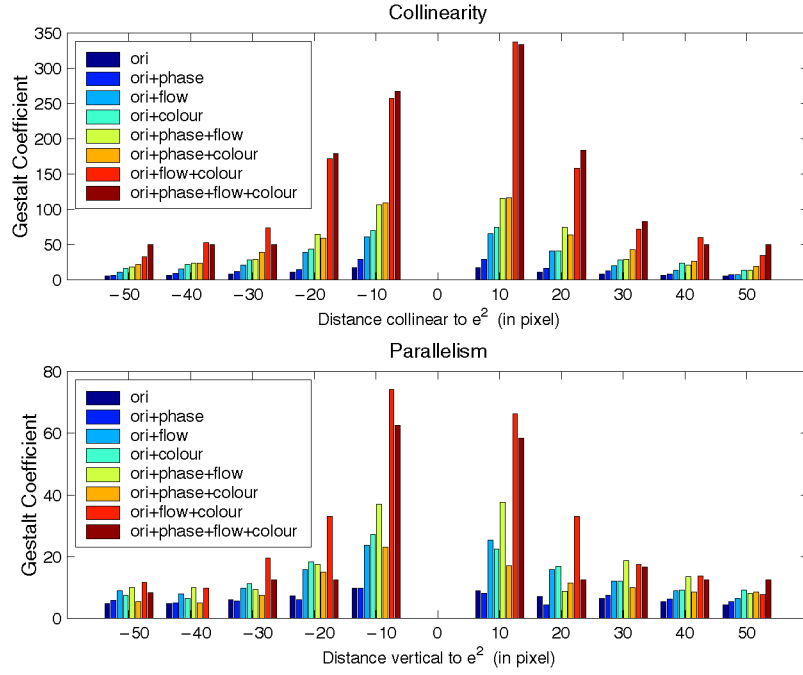 Collinearity
Gestalt Coefficient
350
300
250
200
150
100
50
0
ori
ori+phase
ori+flow
ori+colour
ori+phase+flow
ori+phase+colour
ori+flow+colour
ori+phase+flow+colour
−50 −40 −30 −20 −10 0 10 20 30 40 50
Distance collinear to e² (in pixel)
Parallelism
Gestalt Coefficient
80
60
40
20
0
ori
ori+phase
ori+flow
ori+colour
ori+phase+flow
ori+phase+colour
ori+flow+colour
ori+phase+flow+colour
−50 −40 −30 −20 −10 0 10 20 30 40 50
Distance vertical to e² (in pixel)